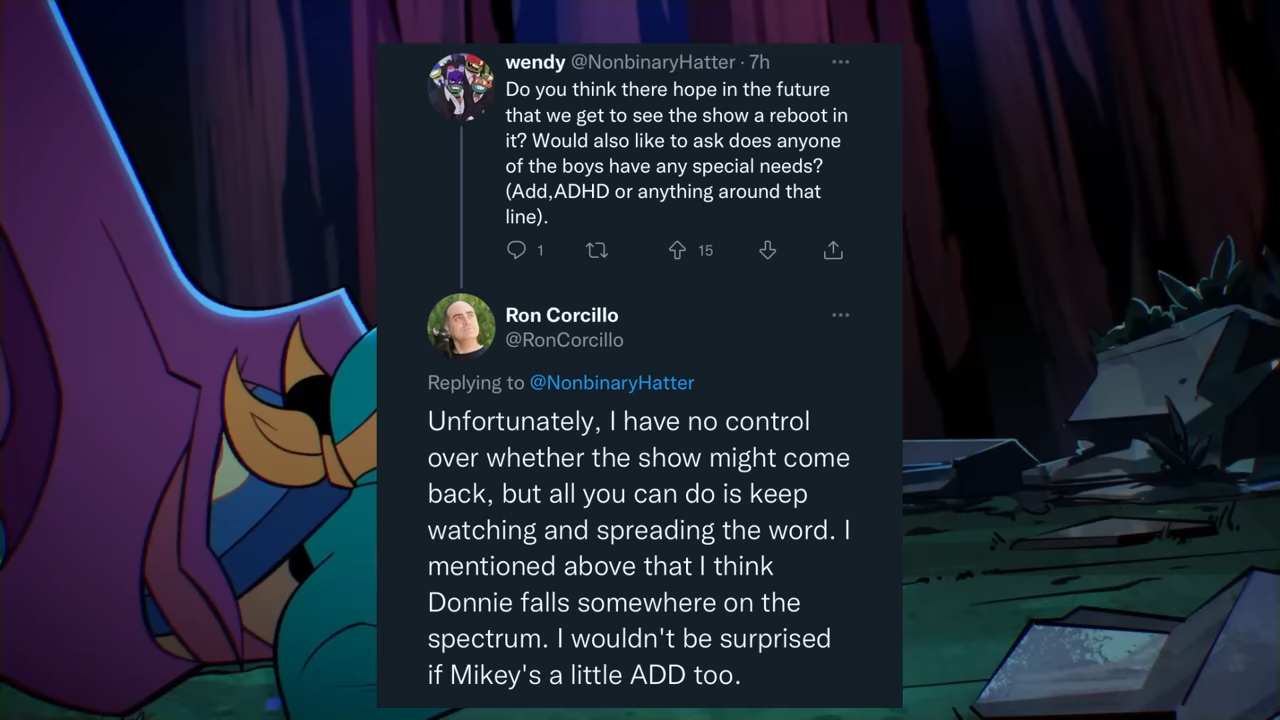 wendy @NonbinaryHatter · 7h
Do you think there hope in the future
that we get to see the show a reboot in
it? Would also like to ask does anyone
of the boys have any special needs?
(Add,ADHD or anything around that
line).
1 15
Ron Corcillo
@RonCorcillo
Replying to @NonbinaryHatter
Unfortunately, I have no control
over whether the show might come
back, but all you can do is keep
watching and spreading the word. I
mentioned above that I think
Donnie falls somewhere on the
spectrum. I wouldn't be surprised
if Mikey's a little ADD too.